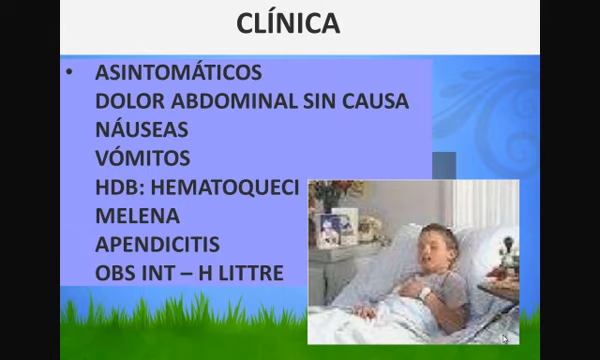 CLÍNICA
• ASINTOMÁTICOS
DOLOR ABDOMINAL SIN CAUSA
NÁUSEAS
VÓMITOS
HDB: HEMATOQUECI
MELENA
APENDICITIS
OBS INT – H LITTRE